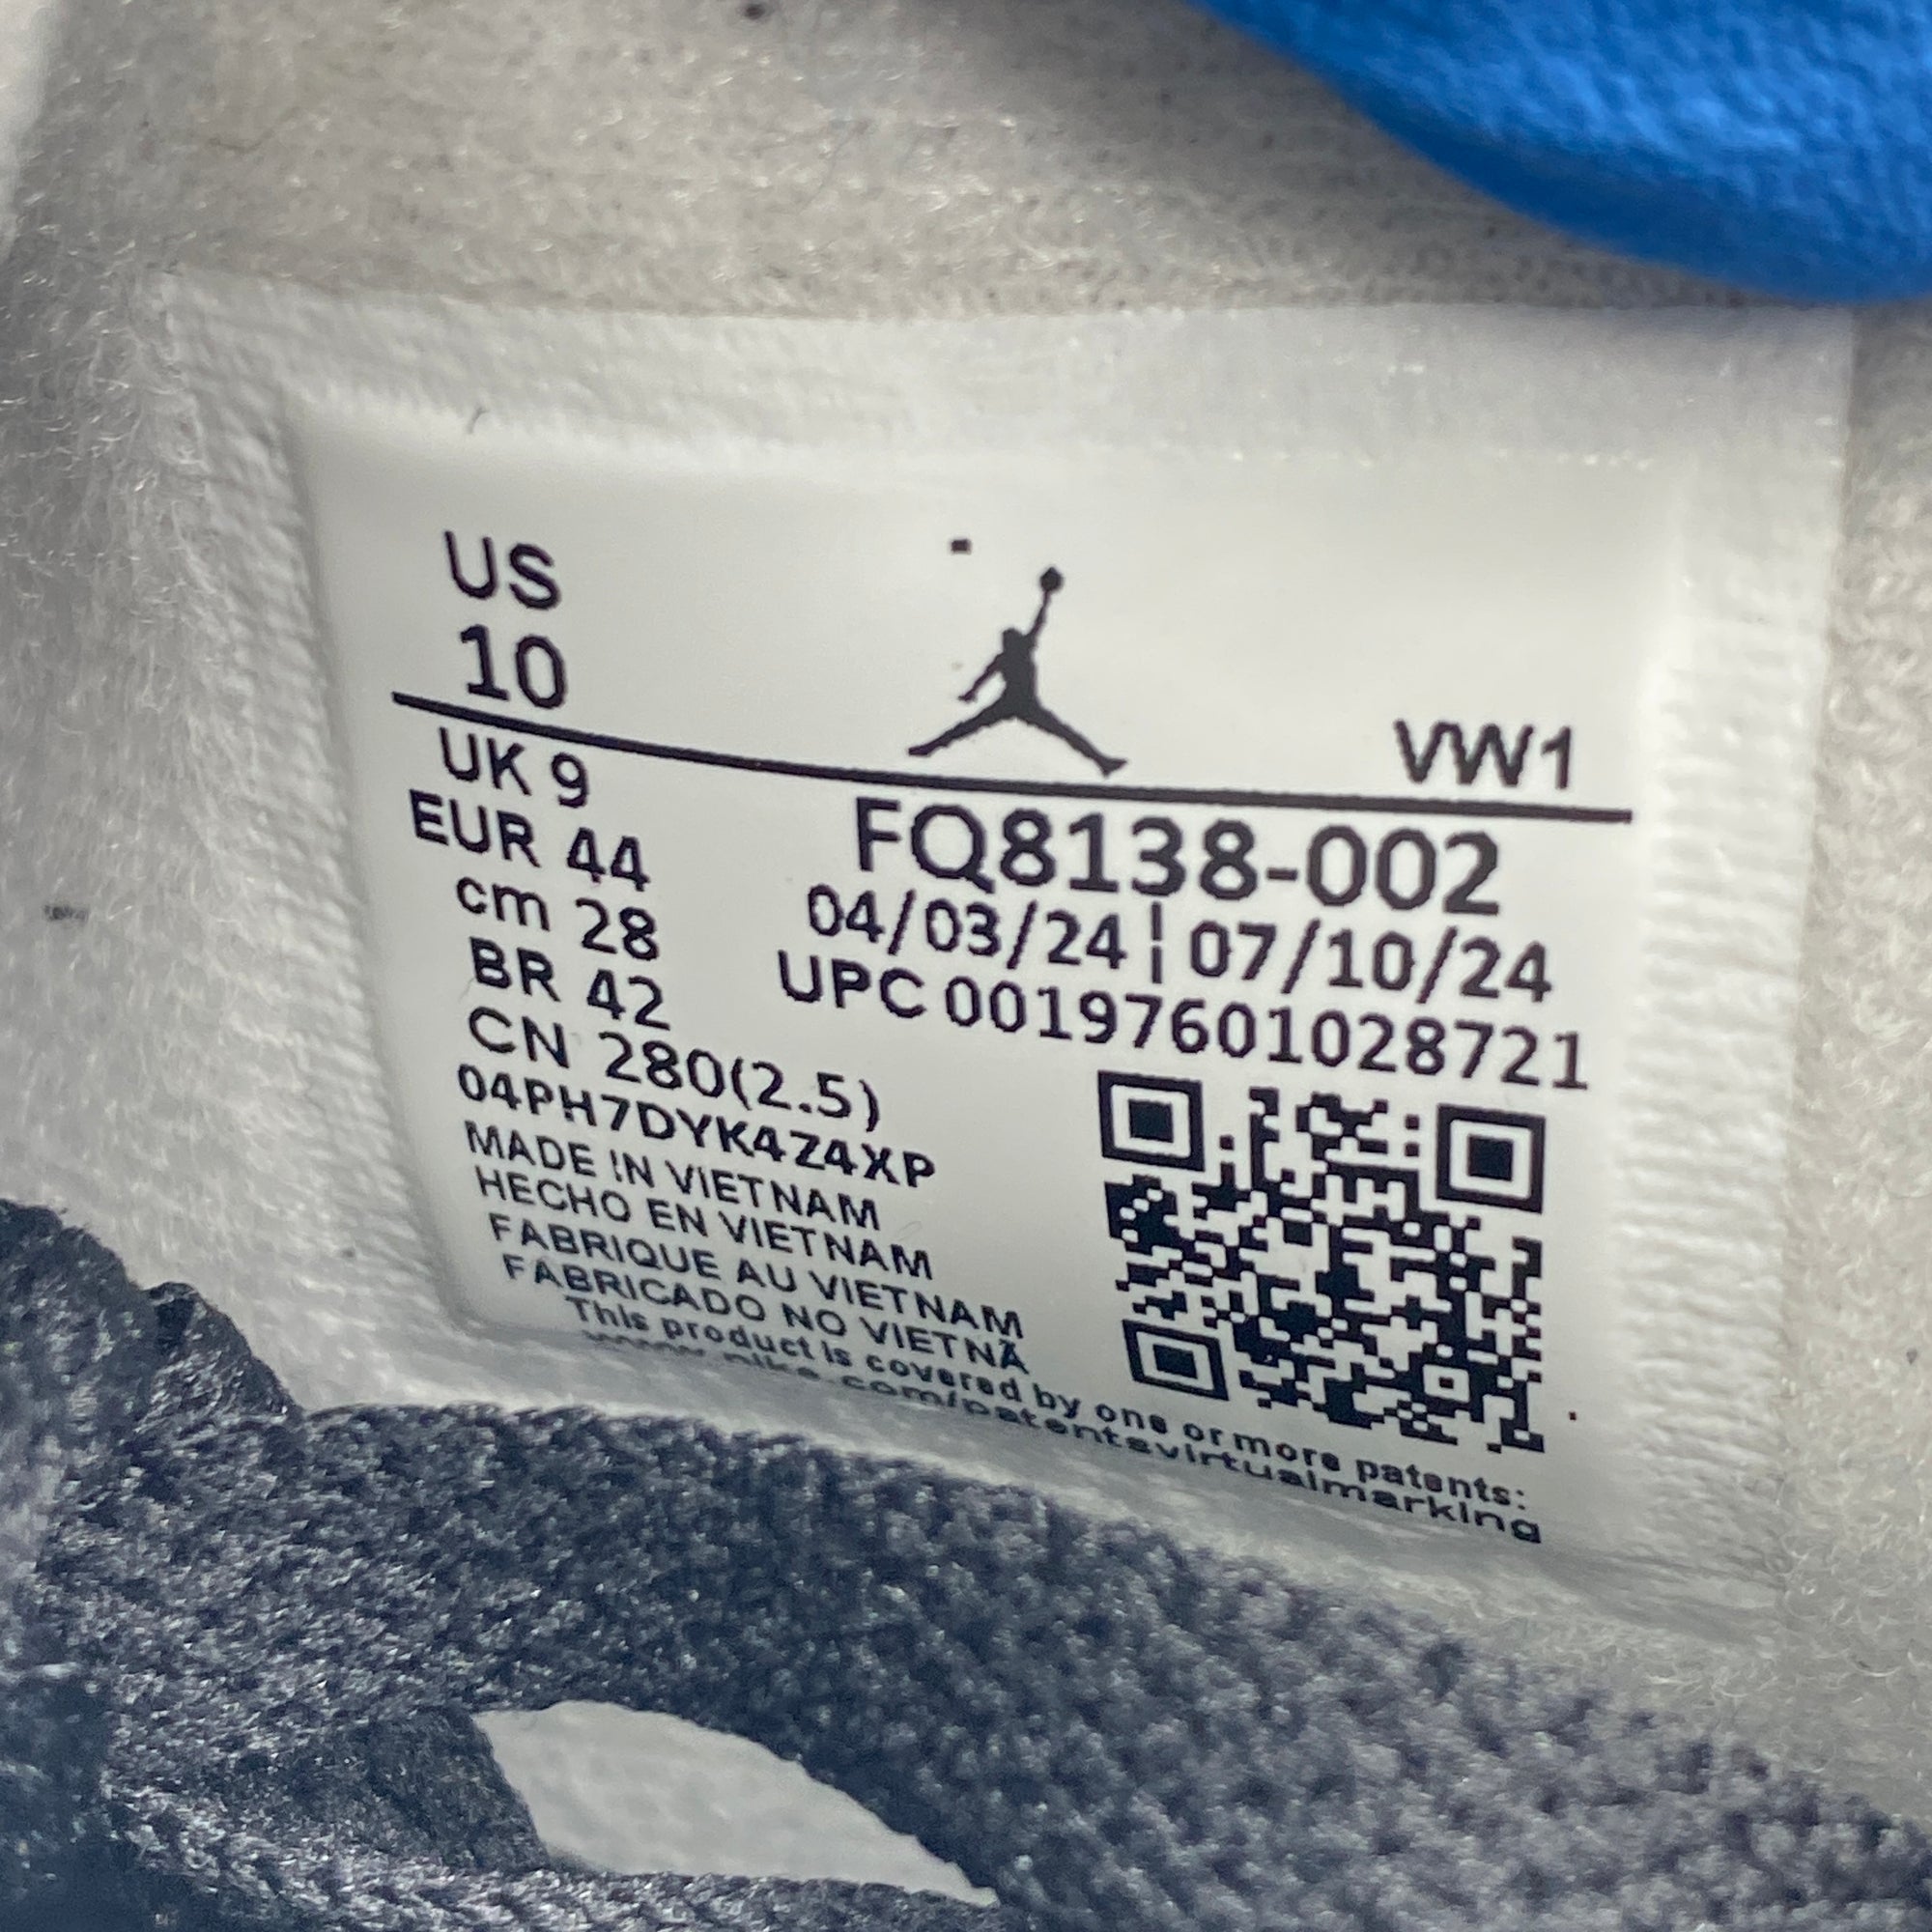 US
10
VW1
UK 9
EUR 44
cm 28
BR 42
CN 280(2.5)
FQ8138-002
04/03/24¦07/10/24
UPC 00197601028721
04PH7DYK4Z4XP
MADE IN VIETNAM
HECHO EN VIETNAM
FABRIQUE AU VIETNAM
FABRICADO NO VIETNÃ
This product is covered by one or more patents:
www.nike.com/patentsvirtualmarking